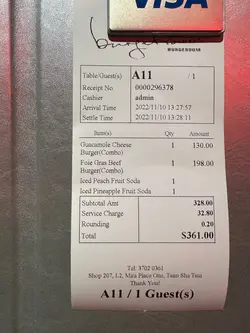 VISA
burgerroom
BURGEROOM
Table/Guest(s) A11 / 1
Receipt No. 0000296378
Cashier admin
Arrival Time 2022/11/10 13:27:57
Settle Time 2022/11/10 13:28:11
Item(s) Qty Amount
Guacamole Cheese 1 130.00
Burger(Combo)
Foie Gras Beef 1 198.00
Burger(Combo)
Iced Peach Fruit Soda 1
Iced Pineapple Fruit Soda 1
Subtotal Amt 328.00
Service Charge 32.80
Rounding 0.20
Total $361.00
Tel: 3702 0361
Shop 207, L2, Mira Place One, Tsim Sha Tsui
Thank You!
A11 / 1 Guest(s)